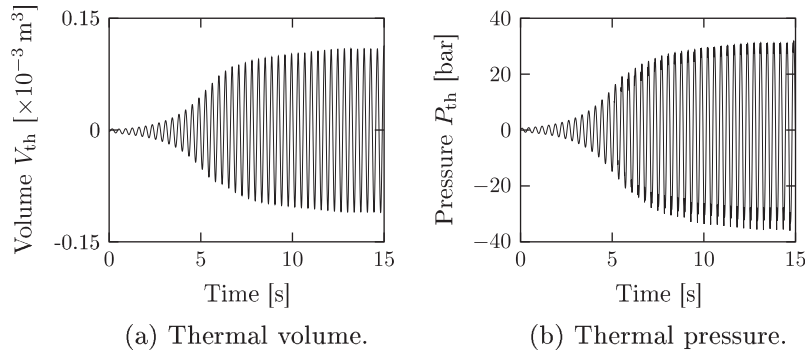 Volume V_th [×10⁻³ m³]
0.15
0
-0.15
0 5 10 15
Time [s]
(a) Thermal volume.
Pressure P_th [bar]
40
20
0
−20
−40
0 5 10 15
Time [s]
(b) Thermal pressure.